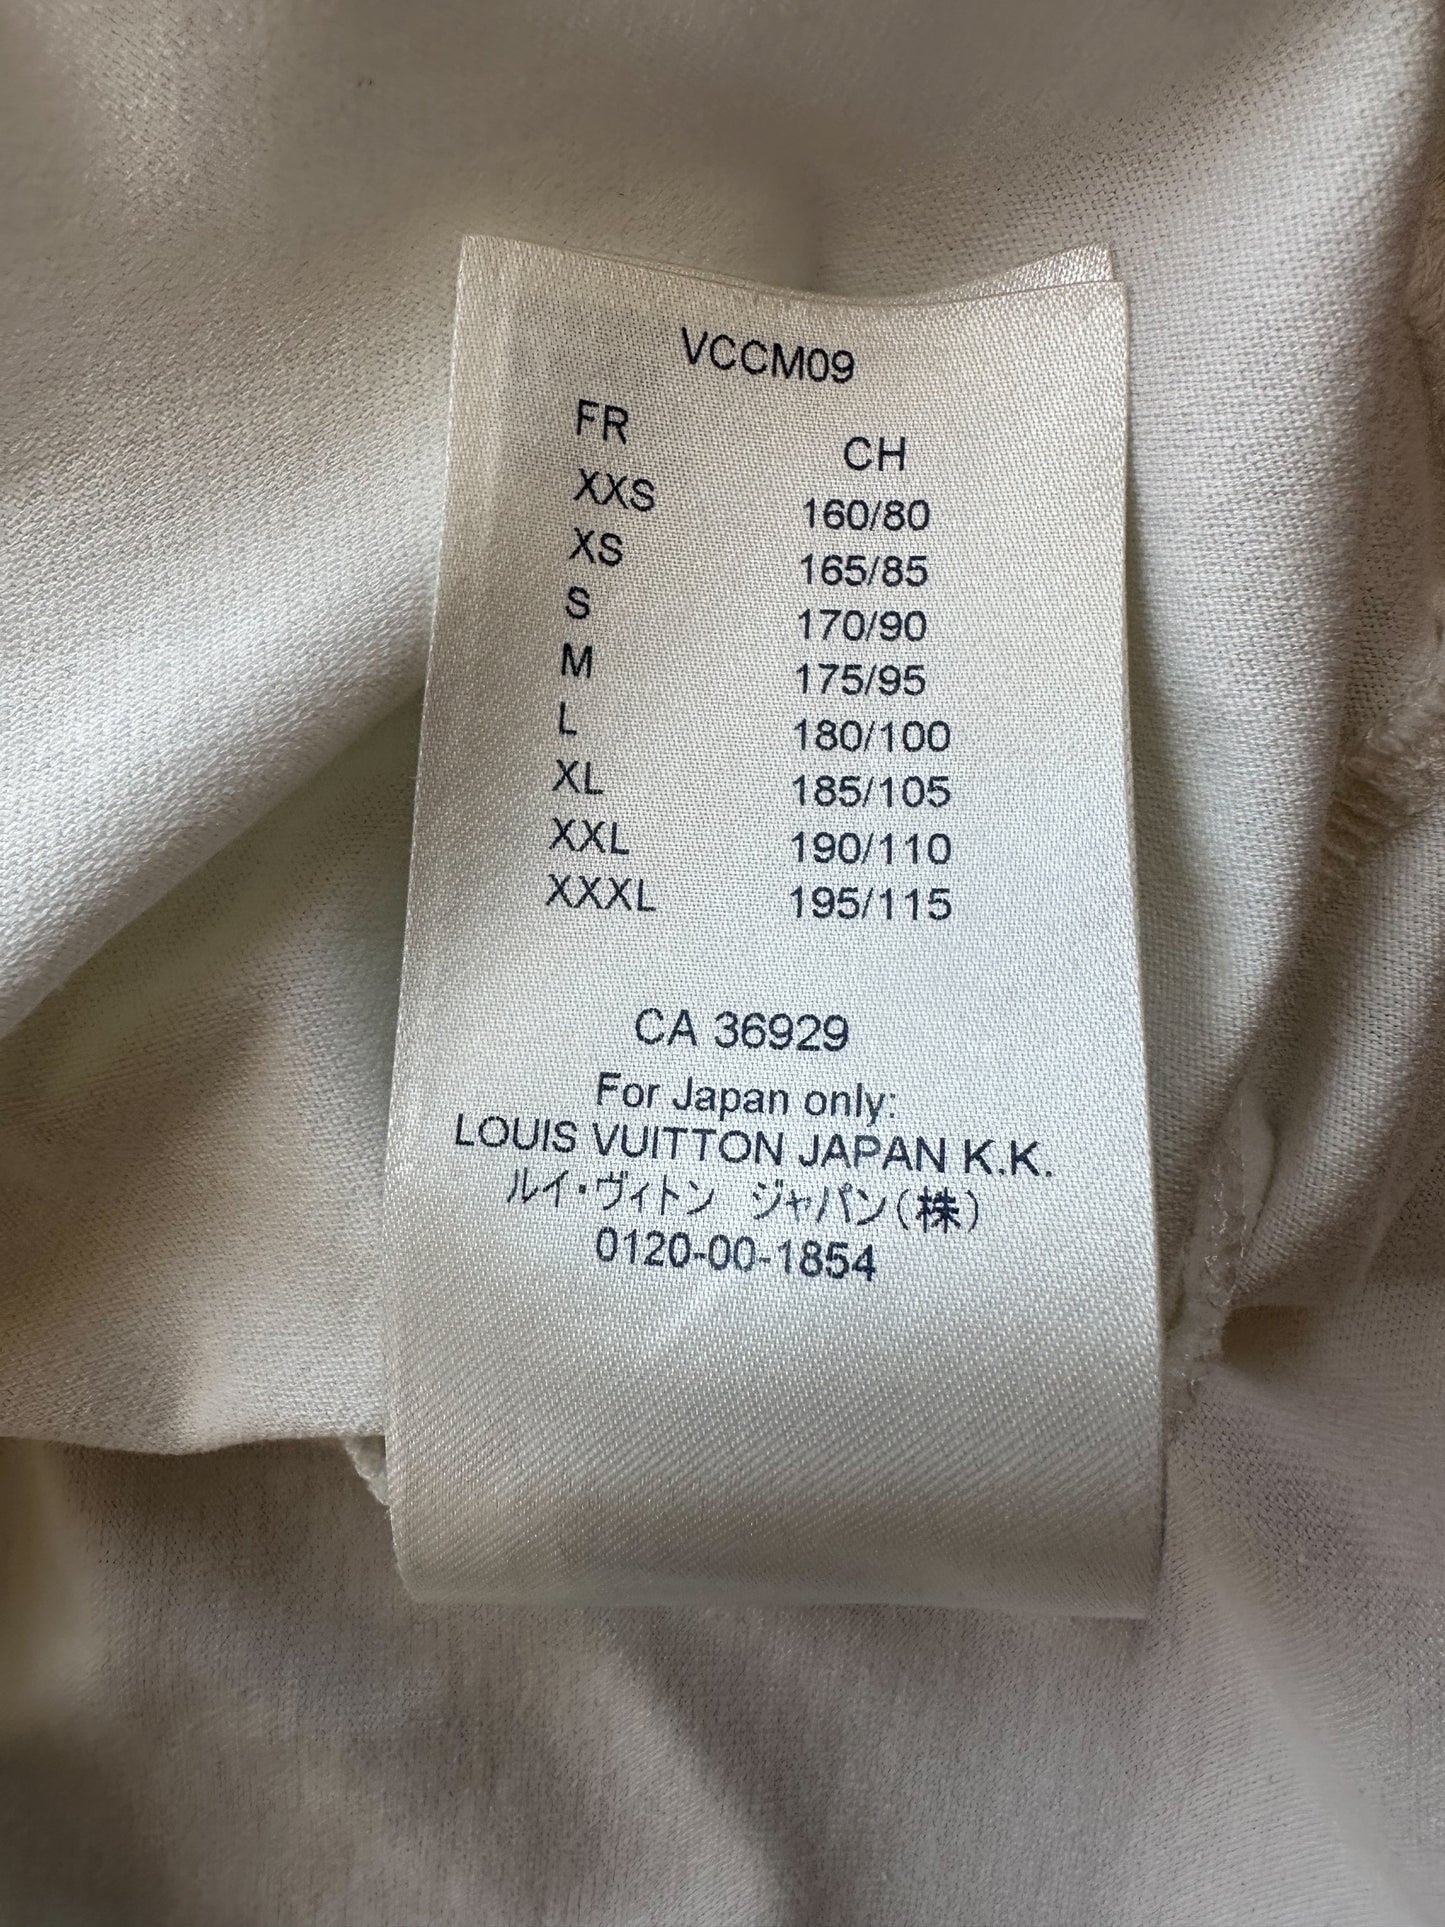 VCCM09
FR CH
XXS 160/80
XS 165/85
S 170/90
M 175/95
L 180/100
XL 185/105
XXL 190/110
XXXL 195/115
CA 36929
For Japan only:
LOUIS VUITTON JAPAN K.K.
ルイ・ヴィトン ジャパン(株)
0120-00-1854